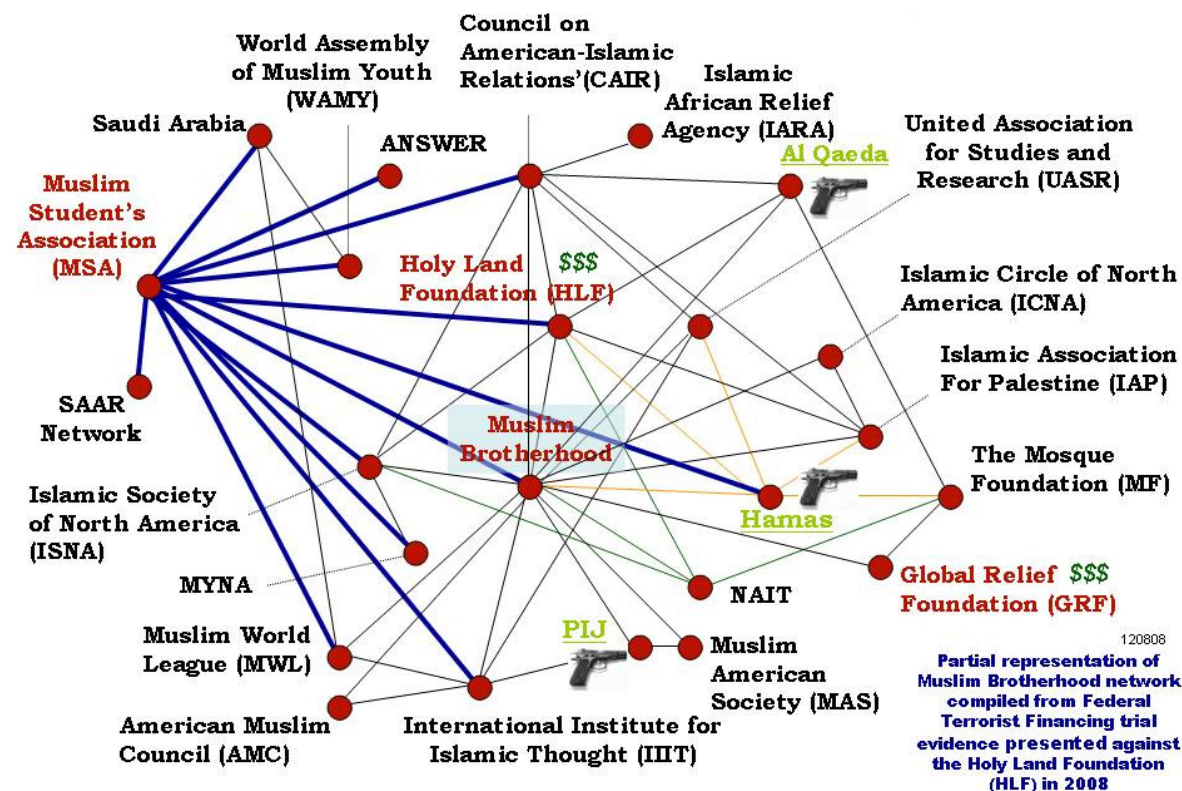 Council on
American-Islamic
Relations'(CAIR)
World Assembly
of Muslim Youth
(WAMY)
Islamic
African Relief
Agency (IARA)
Saudi Arabia
ANSWER
United Association
for Studies and
Research (UASR)
Al Qaeda
Muslim
Student's
Association
(MSA)
Holy Land $$$
Foundation (HLF)
Islamic Circle of North
America (ICNA)
Islamic Association
For Palestine (IAP)
SAAR
Network
Muslim
Brotherhood
The Mosque
Foundation (MF)
Islamic Society
of North America
(ISNA)
Hamas
MYNA
NAIT
Global Relief $$$
Foundation (GRF)
Muslim World
League (MWL)
PIJ
Muslim
American
Society (MAS)
American Muslim
Council (AMC)
International Institute for
Islamic Thought (IIIT)
120808
Partial representation of
Muslim Brotherhood network
compiled from Federal
Terrorist Financing trial
evidence presented against
the Holy Land Foundation
(HLF) in 2008